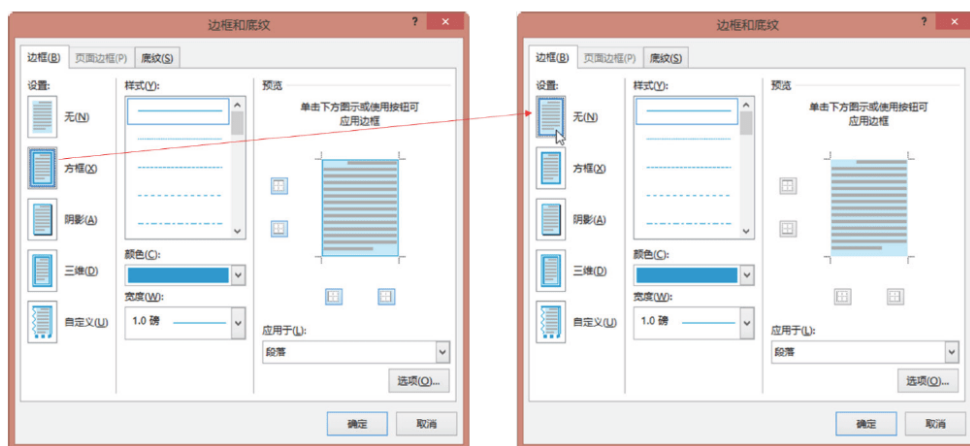 边框和底纹
? ×
边框(B) 页面边框(P) 底纹(S)
设置:
无(N)
方框(X)
阴影(A)
三维(D)
自定义(U)
样式(Y):
颜色(C):
宽度(W):
1.0 磅
预览
单击下方图示或使用按钮可
应用边框
应用于(L):
段落
选项(O)...
确定 取消
边框和底纹
? ×
边框(B) 页面边框(P) 底纹(S)
设置:
无(N)
方框(X)
阴影(A)
三维(D)
自定义(U)
样式(Y):
颜色(C):
宽度(W):
1.0 磅
预览
单击下方图示或使用按钮可
应用边框
应用于(L):
段落
选项(O)...
确定 取消